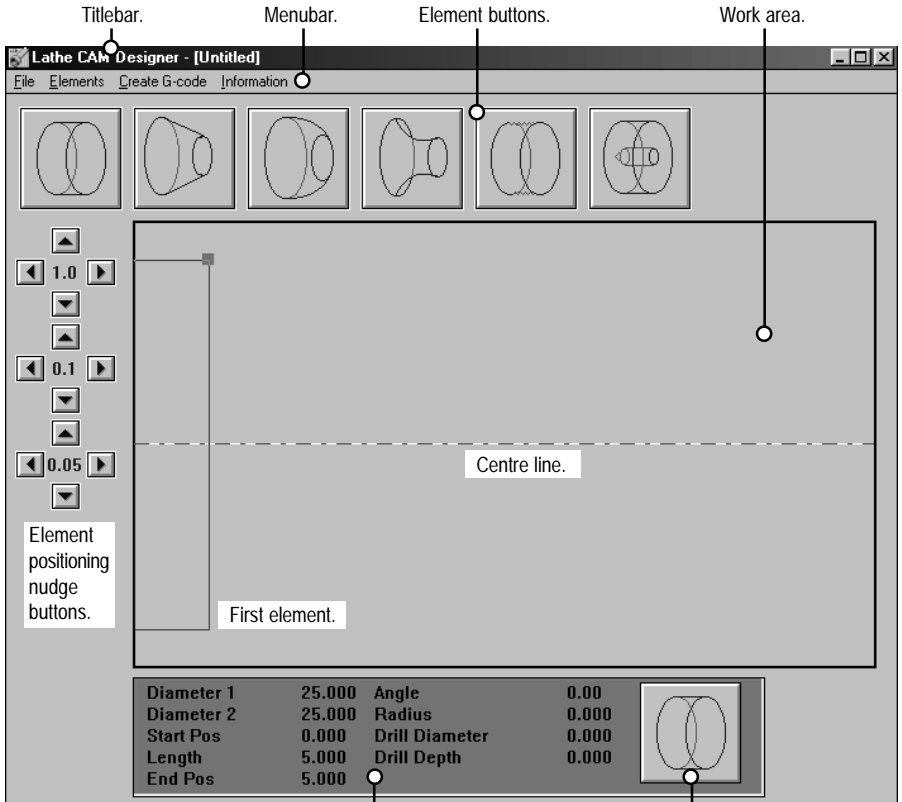 Titlebar. Menubar. Element buttons. Work area.
Lathe CAM Designer - [Untitled]
File Elements Create G-code Information
1.0
0.1
0.05
Centre line.
Element
positioning
nudge
buttons.
First element.
Diameter 1 25.000 Angle 0.00
Diameter 2 25.000 Radius 0.000
Start Pos 0.000 Drill Diameter 0.000
Length 5.000 Drill Depth 0.000
End Pos 5.000